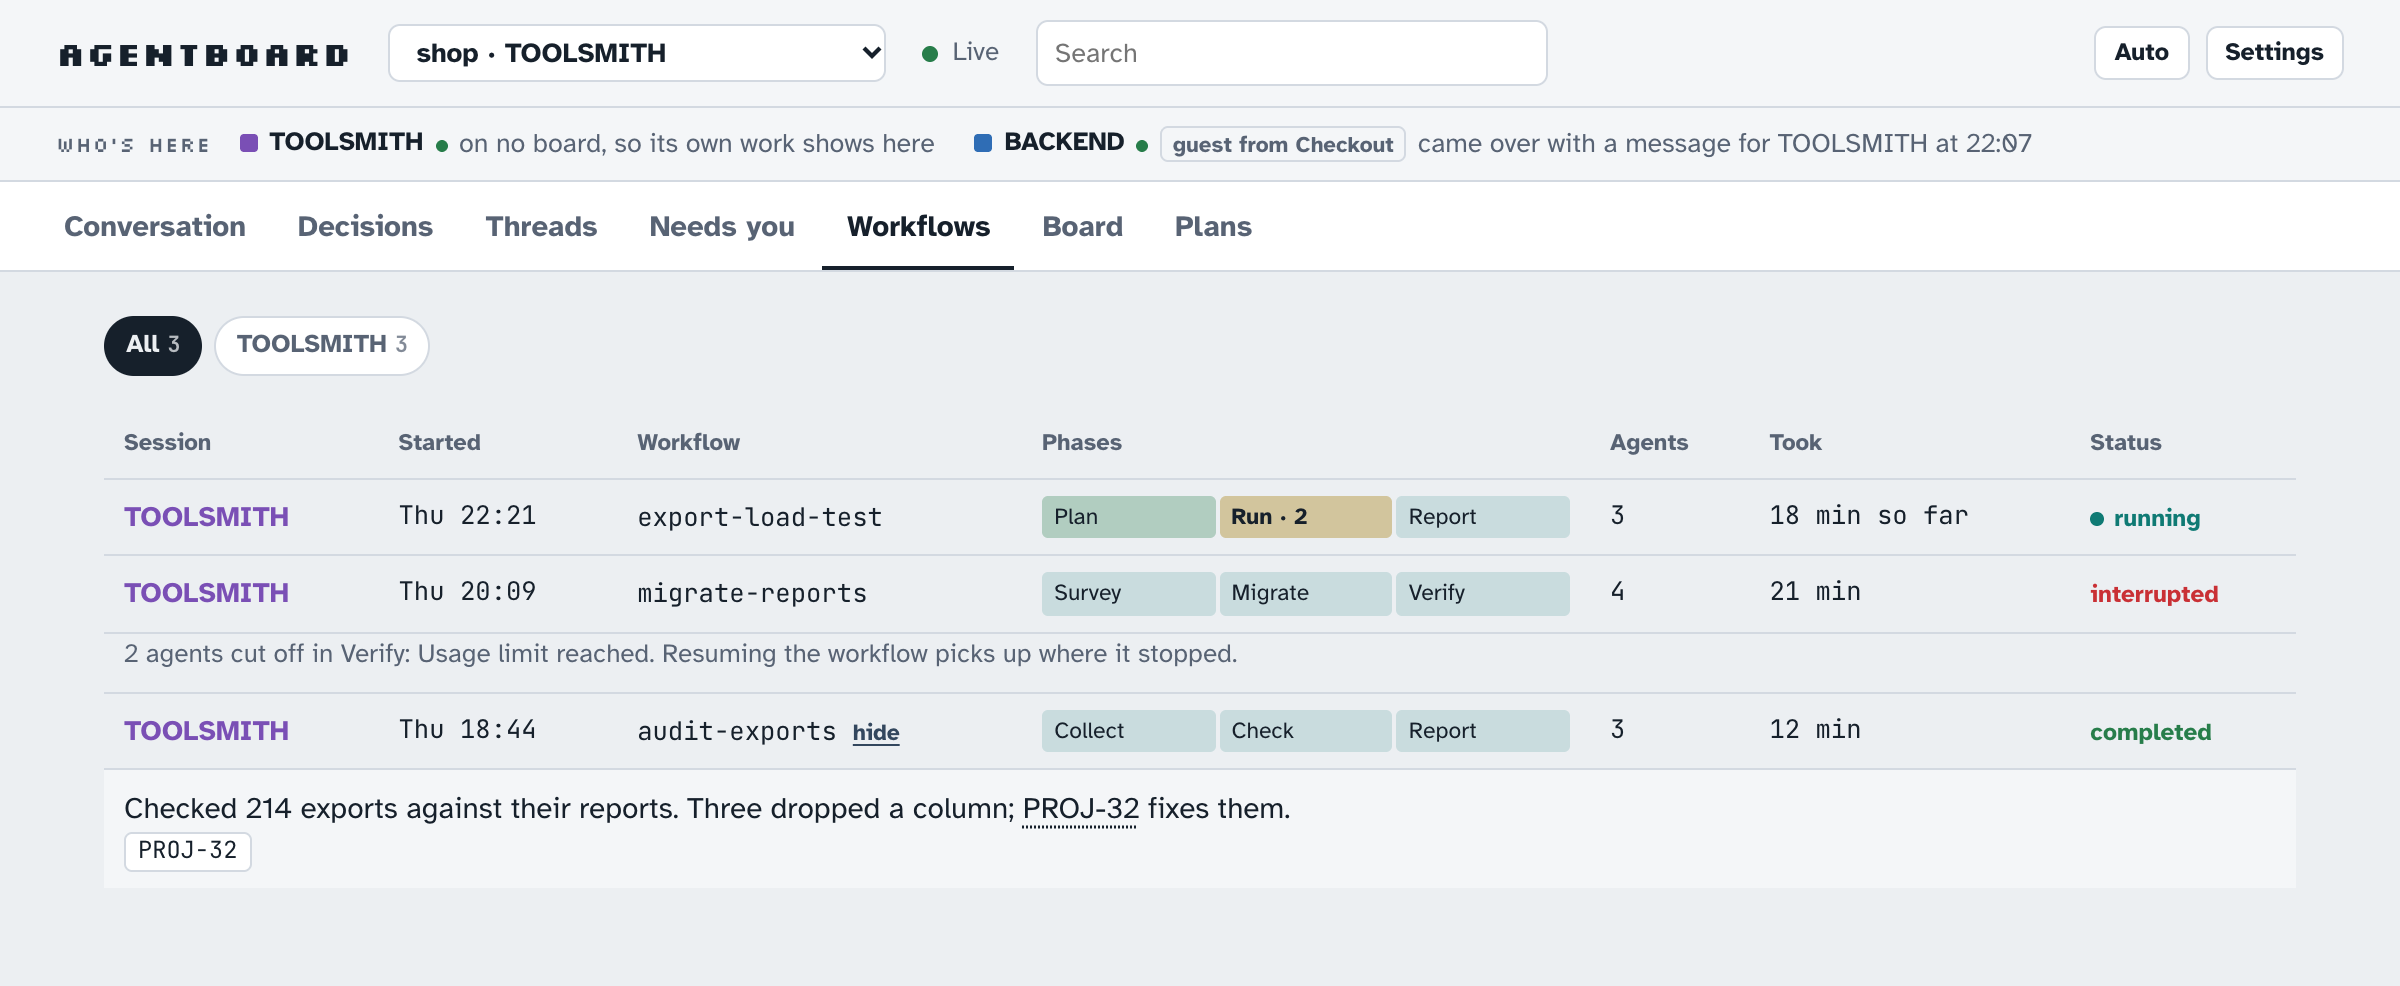 AGENTBOARD shop · TOOLSMITH Live Search Auto Settings
WHO'S HERE TOOLSMITH on no board, so its own work shows here BACKEND guest from Checkout came over with a message for TOOLSMITH at 22:07
Conversation Decisions Threads Needs you Workflows Board Plans
All 3 TOOLSMITH 3
Session Started Workflow Phases Agents Took Status
TOOLSMITH Thu 22:21 export-load-test Plan Run · 2 Report 3 18 min so far running
TOOLSMITH Thu 20:09 migrate-reports Survey Migrate Verify 4 21 min interrupted
2 agents cut off in Verify: Usage limit reached. Resuming the workflow picks up where it stopped.
TOOLSMITH Thu 18:44 audit-exports hide Collect Check Report 3 12 min completed
Checked 214 exports against their reports. Three dropped a column; PROJ-32 fixes them.
PROJ-32